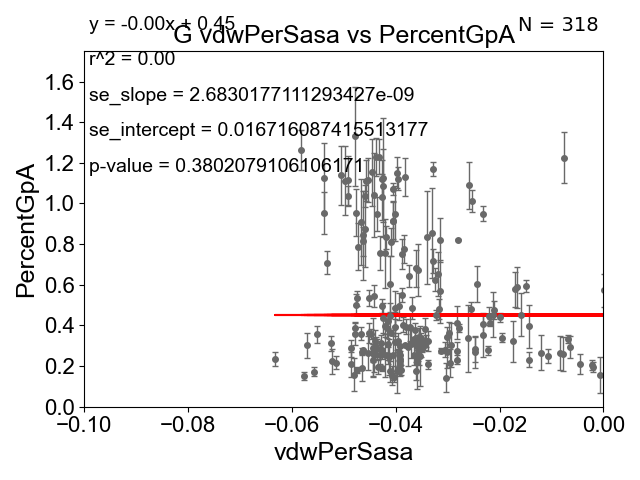 y = -0.00x + 0.45
N = 318
G vdwPerSasa vs PercentGpA
r^2 = 0.00
se_slope = 2.6830177111293427e-09
se_intercept = 0.016716087415513177
p-value = 0.3802079106106171
PercentGpA
1.6
1.4
1.2
1.0
0.8
0.6
0.4
0.2
0.0
−0.10
−0.08
−0.06
−0.04
−0.02
0.00
vdwPerSasa